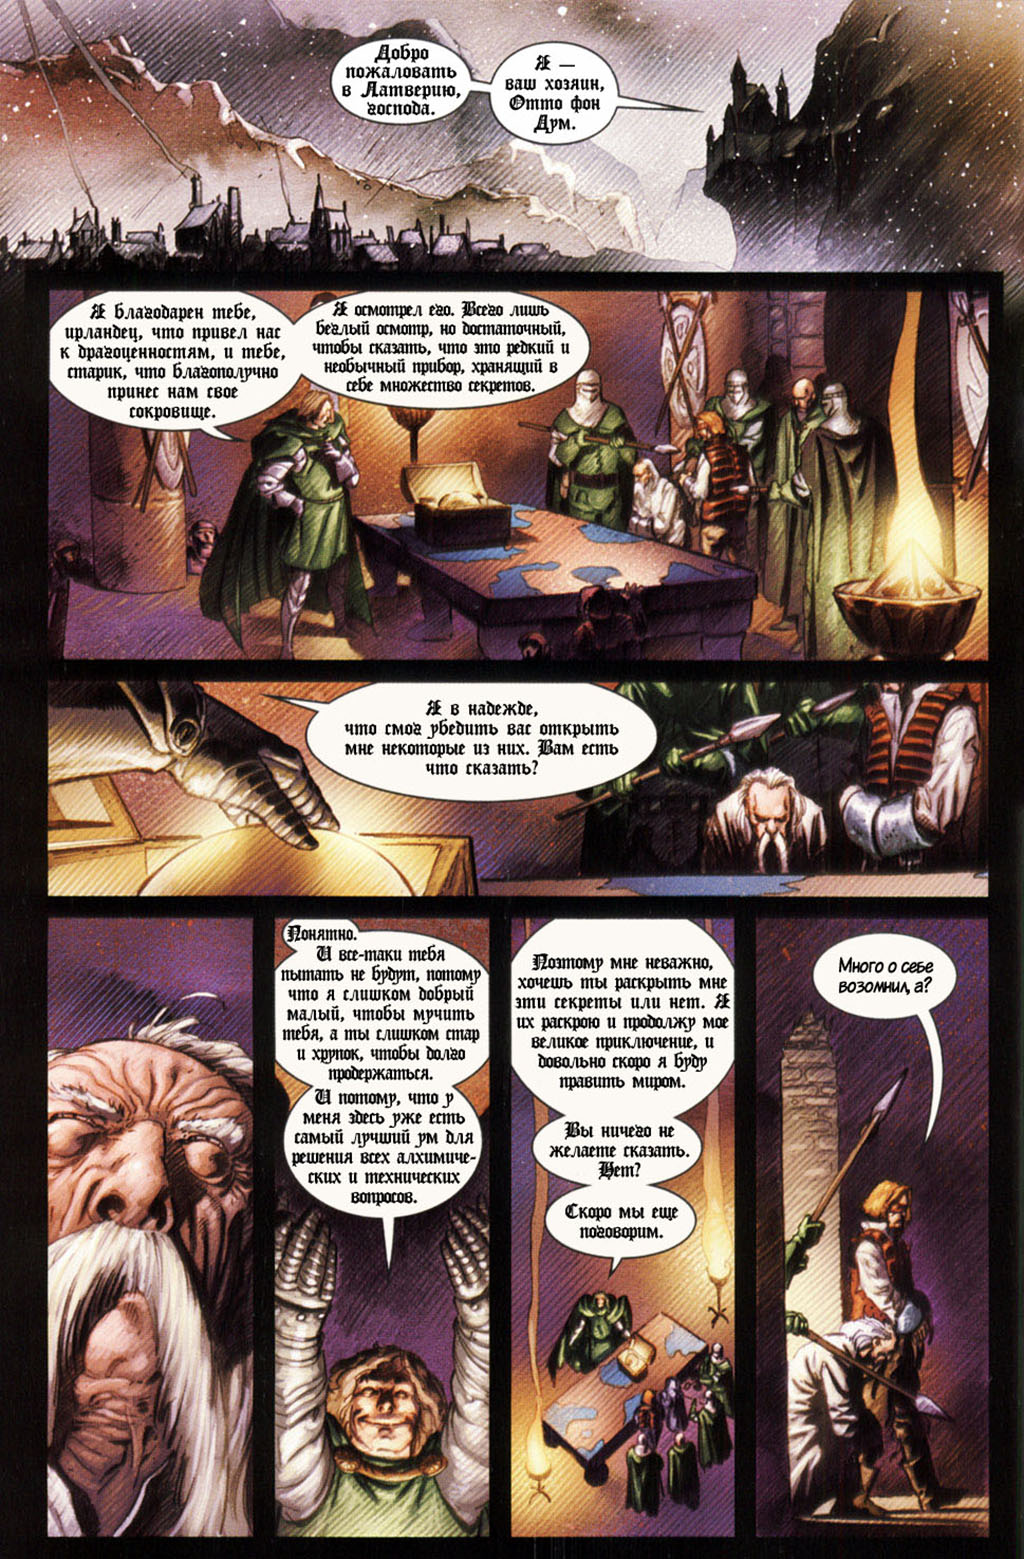 Добро
пожаловать
в Латверию,
господа.
Я —
ваш хозяин,
Отто фон
Дум.
Я благодарен тебе,
ирландец, что привел нас
к драгоценностям, и тебе,
старик, что благополучно
принес нам свое
сокровище.
Я осмотрел его. Всего лишь
беглый осмотр, но достаточный,
чтобы сказать, что это редкий и
необычный прибор, хранящий в
себе множество секретов.
Я в надежде,
что смог убедить вас открыть
мне некоторые из них. Вам есть
что сказать?
Понятно.
И все-таки тебя
пытать не будут, потому
что я слишком добрый
малый, чтобы мучить
тебя, а ты слишком стар
и хрупок, чтобы долго
продержаться.
И потому, что у
меня здесь уже есть
самый лучший ум для
решения всех алхимиче-
ских и технических
вопросов.
Поэтому мне неважно,
хочешь ты раскрыть мне
эти секреты или нет. Я
их раскрою и продолжу мое
великое приключение, и
довольно скоро я буду
править миром.
Вы ничего не
желаете сказать.
Нет?
Скоро мы еще
поговорим.
Много о себе
возомнил, а?